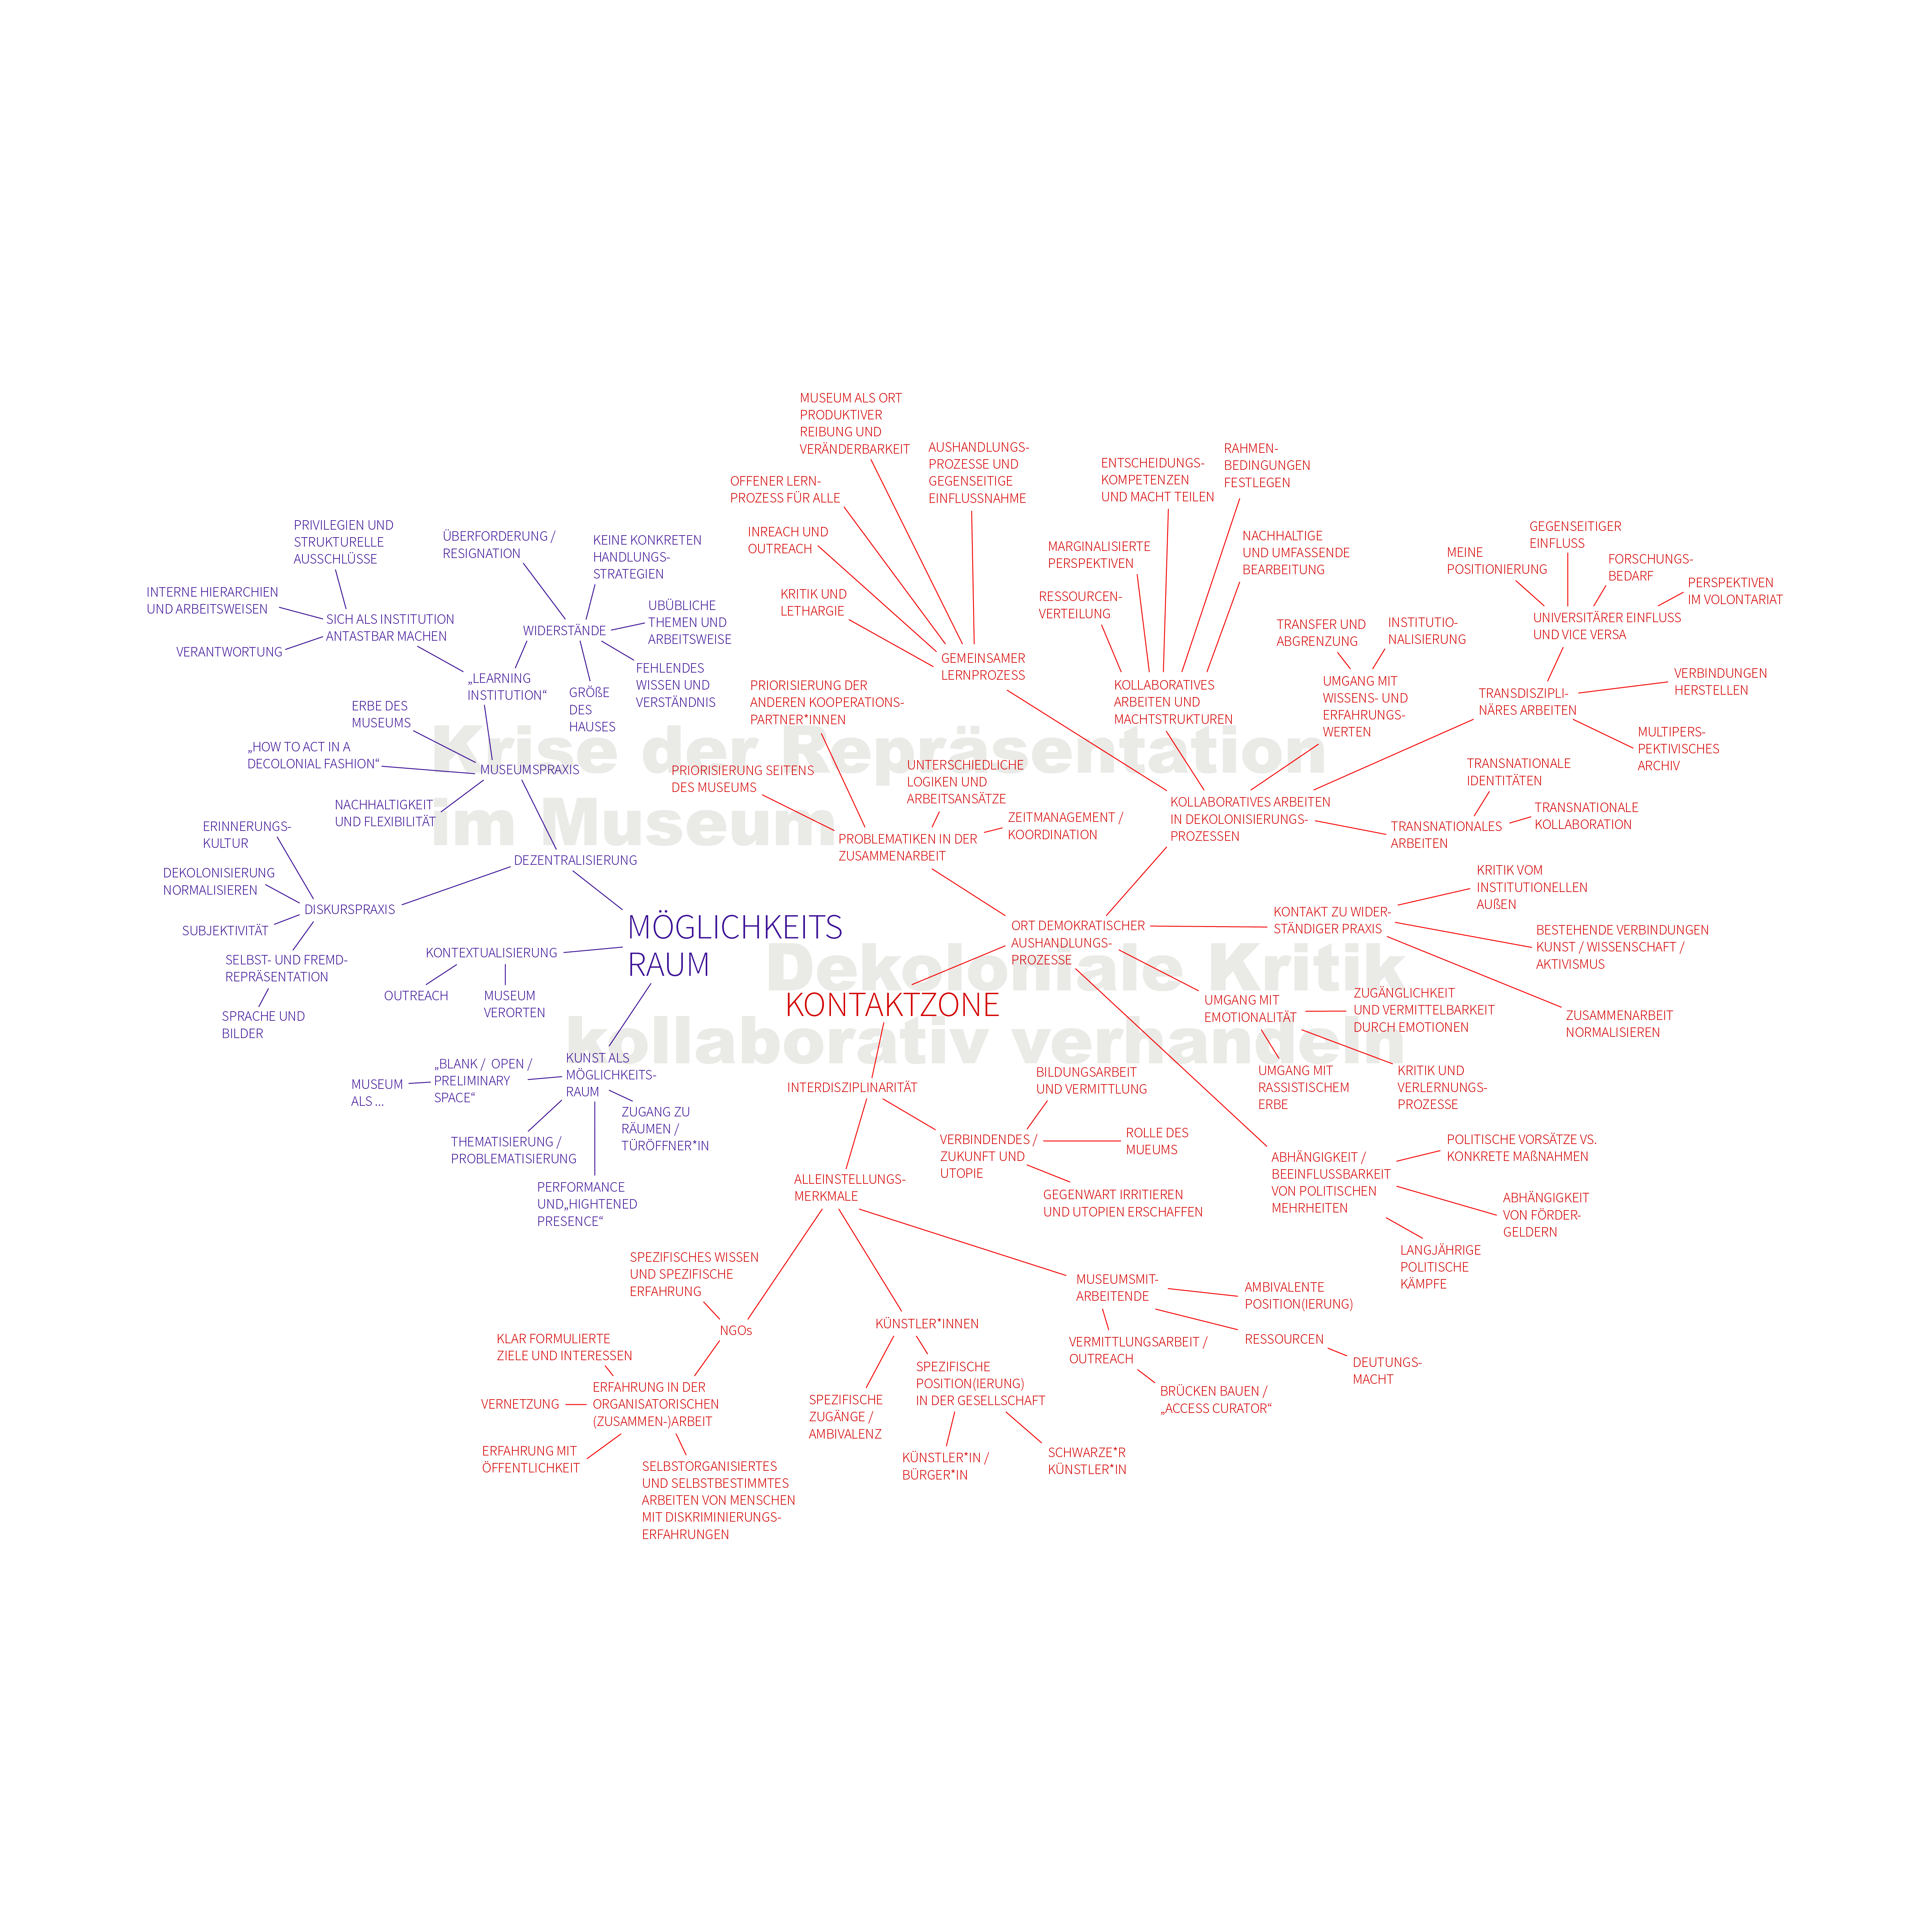 Krise der Repräsentation
im Museum
Dekoloniale Kritik
kollaborativ verhandeln
MÖGLICHKEITS
RAUM
DEZENTRALISIERUNG
MUSEUMSPRAXIS
„LEARNING
INSTITUTION“
SICH ALS INSTITUTION
ANTASTBAR MACHEN
PRIVILEGIEN UND
STRUKTURELLE
AUSSCHLÜSSE
INTERNE HIERARCHIEN
UND ARBEITSWEISEN
VERANTWORTUNG
WIDERSTÄNDE
ÜBERFORDERUNG /
RESIGNATION
KEINE KONKRETEN
HANDLUNGS-
STRATEGIEN
UBÜBLICHE
THEMEN UND
ARBEITSWEISE
FEHLENDES
WISSEN UND
VERSTÄNDNIS
GRÖßE
DES
HAUSES
ERBE DES
MUSEUMS
„HOW TO ACT IN A
DECOLONIAL FASHION“
NACHHALTIGKEIT
UND FLEXIBILITÄT
DISKURSPRAXIS
ERINNERUNGS-
KULTUR
DEKOLONISIERUNG
NORMALISIEREN
SUBJEKTIVITÄT
SELBST- UND FREMD-
REPRÄSENTATION
SPRACHE UND
BILDER
KONTEXTUALISIERUNG
OUTREACH
MUSEUM
VERORTEN
KUNST ALS
MÖGLICHKEITS-
RAUM
„BLANK / OPEN /
PRELIMINARY
SPACE“
MUSEUM
ALS ...
THEMATISIERUNG /
PROBLEMATISIERUNG
PERFORMANCE
UND„HIGHTENED
PRESENCE“
ZUGANG ZU
RÄUMEN /
TÜRÖFFNER*IN
KONTAKTZONE
ORT DEMOKRATISCHER
AUSHANDLUNGS-
PROZESSE
PROBLEMATIKEN IN DER
ZUSAMMENARBEIT
PRIORISIERUNG SEITENS
DES MUSEUMS
PRIORISIERUNG DER
ANDEREN KOOPERATIONS-
PARTNER*INNEN
UNTERSCHIEDLICHE
LOGIKEN UND
ARBEITSANSÄTZE
ZEITMANAGEMENT /
KOORDINATION
KOLLABORATIVES ARBEITEN
IN DEKOLONISIERUNGS-
PROZESSEN
GEMEINSAMER
LERNPROZESS
KRITIK UND
LETHARGIE
INREACH UND
OUTREACH
OFFENER LERN-
PROZESS FÜR ALLE
MUSEUM ALS ORT
PRODUKTIVER
REIBUNG UND
VERÄNDERBARKEIT
AUSHANDLUNGS-
PROZESSE UND
GEGENSEITIGE
EINFLUSSNAHME
KOLLABORATIVES
ARBEITEN UND
MACHTSTRUKTUREN
RESSOURCEN-
VERTEILUNG
MARGINALISIERTE
PERSPEKTIVEN
ENTSCHEIDUNGS-
KOMPETENZEN
UND MACHT TEILEN
RAHMEN-
BEDINGUNGEN
FESTLEGEN
NACHHALTIGE
UND UMFASSENDE
BEARBEITUNG
UMGANG MIT
WISSENS- UND
ERFAHRUNGS-
WERTEN
TRANSFER UND
ABGRENZUNG
INSTITUTIO-
NALISIERUNG
TRANSDISZIPLI-
NÄRES ARBEITEN
UNIVERSITÄRER EINFLUSS
UND VICE VERSA
MEINE
POSITIONIERUNG
GEGENSEITIGER
EINFLUSS
FORSCHUNGS-
BEDARF
PERSPEKTIVEN
IM VOLONTARIAT
VERBINDUNGEN
HERSTELLEN
MULTIPERS-
PEKTIVISCHES
ARCHIV
TRANSNATIONALES
ARBEITEN
TRANSNATIONALE
IDENTITÄTEN
TRANSNATIONALE
KOLLABORATION
KONTAKT ZU WIDER-
STÄNDIGER PRAXIS
KRITIK VOM
INSTITUTIONELLEN
AUßEN
BESTEHENDE VERBINDUNGEN
KUNST / WISSENSCHAFT /
AKTIVISMUS
ZUSAMMENARBEIT
NORMALISIEREN
UMGANG MIT
EMOTIONALITÄT
ZUGÄNGLICHKEIT
UND VERMITTELBARKEIT
DURCH EMOTIONEN
UMGANG MIT
RASSISTISCHEM
ERBE
KRITIK UND
VERLERNUNGS-
PROZESSE
ABHÄNGIGKEIT /
BEEINFLUSSBARKEIT
VON POLITISCHEN
MEHRHEITEN
POLITISCHE VORSÄTZE VS.
KONKRETE MAßNAHMEN
ABHÄNGIGKEIT
VON FÖRDER-
GELDERN
LANGJÄHRIGE
POLITISCHE
KÄMPFE
INTERDISZIPLINARITÄT
VERBINDENDES /
ZUKUNFT UND
UTOPIE
BILDUNGSARBEIT
UND VERMITTLUNG
ROLLE DES
MUEUMS
GEGENWART IRRITIEREN
UND UTOPIEN ERSCHAFFEN
ALLEINSTELLUNGS-
MERKMALE
NGOs
SPEZIFISCHES WISSEN
UND SPEZIFISCHE
ERFAHRUNG
ERFAHRUNG IN DER
ORGANISATORISCHEN
(ZUSAMMEN-)ARBEIT
KLAR FORMULIERTE
ZIELE UND INTERESSEN
VERNETZUNG
ERFAHRUNG MIT
ÖFFENTLICHKEIT
SELBSTORGANISIERTES
UND SELBSTBESTIMMTES
ARBEITEN VON MENSCHEN
MIT DISKRIMINIERUNGS-
ERFAHRUNGEN
KÜNSTLER*INNEN
SPEZIFISCHE
ZUGÄNGE /
AMBIVALENZ
SPEZIFISCHE
POSITION(IERUNG)
IN DER GESELLSCHAFT
KÜNSTLER*IN /
BÜRGER*IN
SCHWARZE*R
KÜNSTLER*IN
MUSEUMSMIT-
ARBEITENDE
AMBIVALENTE
POSITION(IERUNG)
RESSOURCEN
DEUTUNGS-
MACHT
VERMITTLUNGSARBEIT /
OUTREACH
BRÜCKEN BAUEN /
„ACCESS CURATOR“